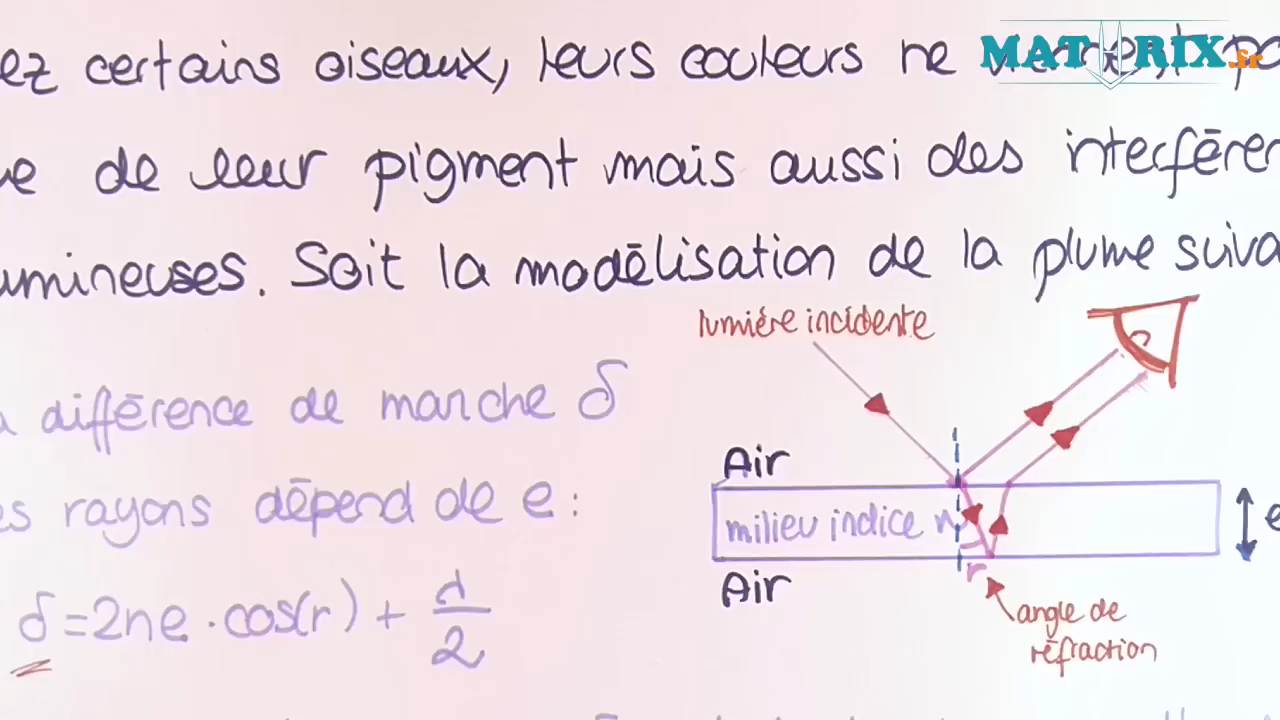 MATHRIX.fr
ez certains oiseaux, leurs couleurs ne
ue de leur pigment mais aussi des interféren
umineuses. Soit la modélisation de la plume suiva
lumière incidente
a différence de marche δ
Air
es rayons dépend de e :
milieu indice n
e
Air
r
δ = 2ne . cos(r) + λ/2
angle de
réfraction